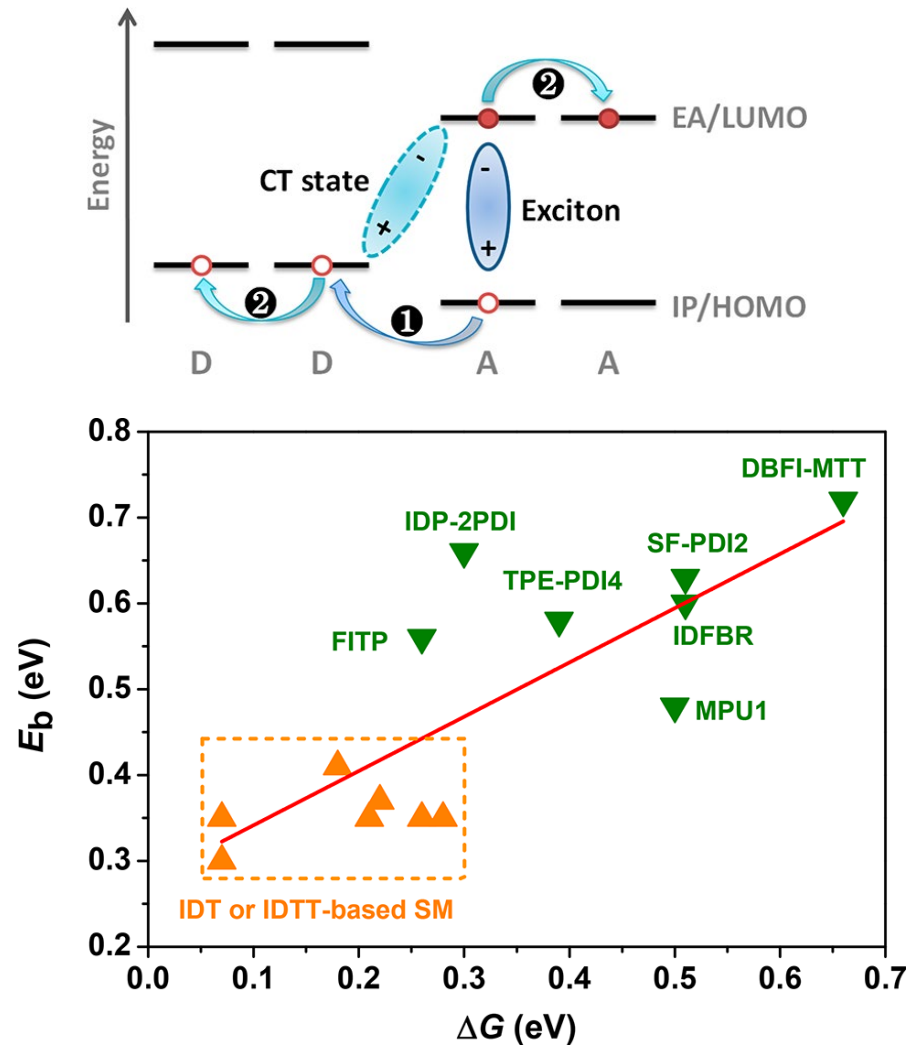 Energy
EA/LUMO
CT state
Exciton
IP/HOMO
-
+
-
+
❷
❷
❶
D D A A
E_b (eV)
0.8
0.7
0.6
0.5
0.4
0.3
0.2
DBFI-MTT
IDP-2PDI
SF-PDI2
TPE-PDI4
FITP
IDFBR
MPU1
IDT or IDTT-based SM
0.0 0.1 0.2 0.3 0.4 0.5 0.6 0.7
ΔG (eV)